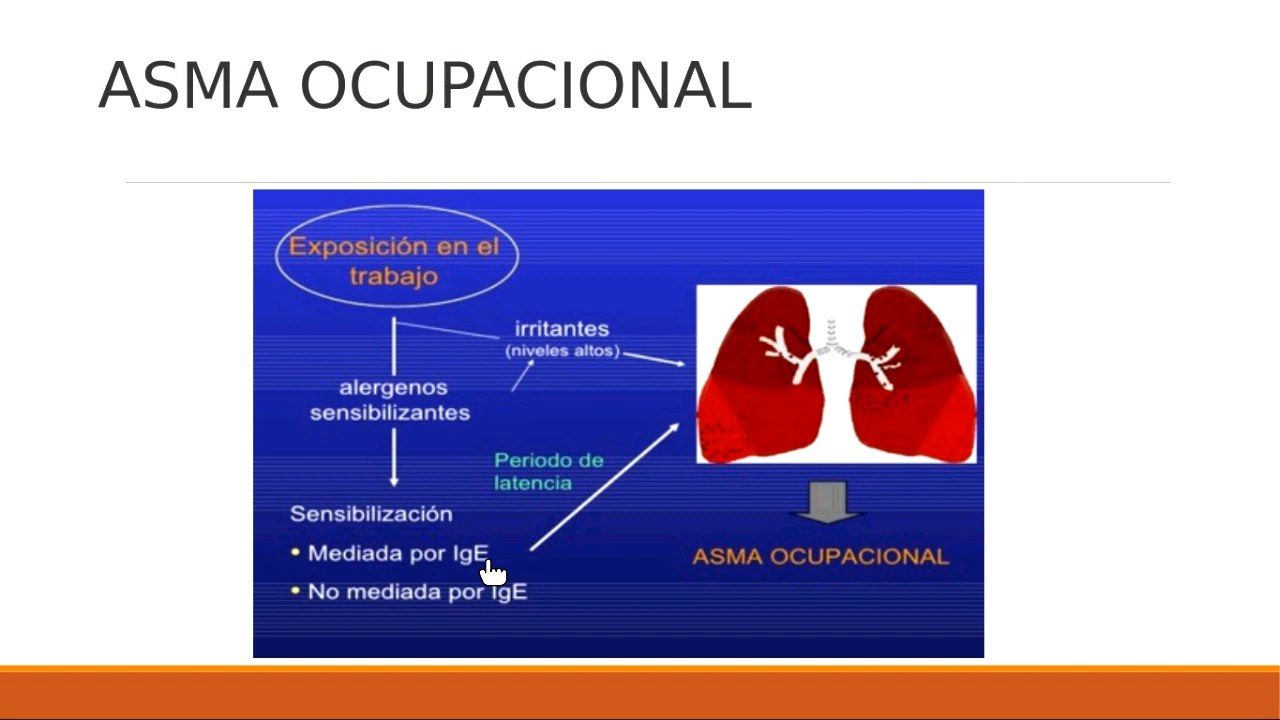 ASMA OCUPACIONAL
Exposición en el
trabajo
irritantes
(niveles altos)
alergenos
sensibilizantes
Periodo de
latencia
Sensibilización
• Mediada por IgE
• No mediada por IgE
ASMA OCUPACIONAL